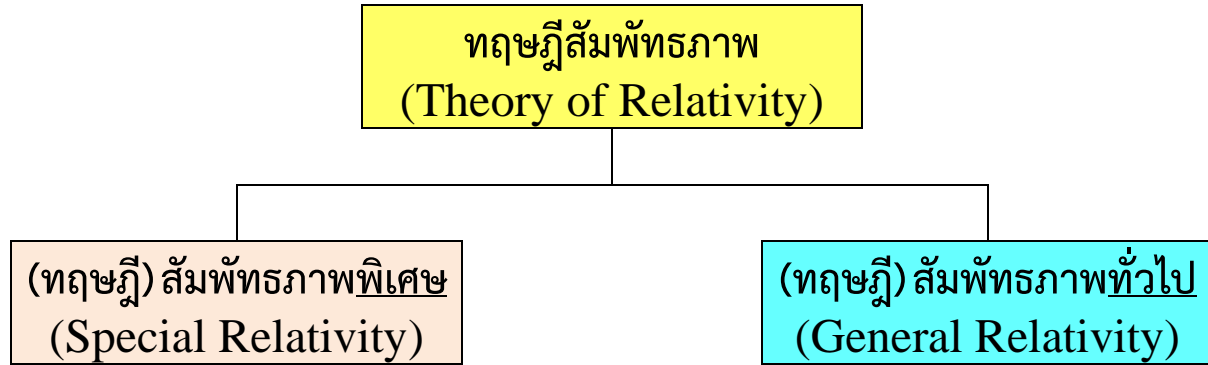 ทฤษฎีสัมพัทธภาพ
(Theory of Relativity)
(ทฤษฎี) สัมพัทธภาพพิเศษ
(Special Relativity)
(ทฤษฎี) สัมพัทธภาพทั่วไป
(General Relativity)